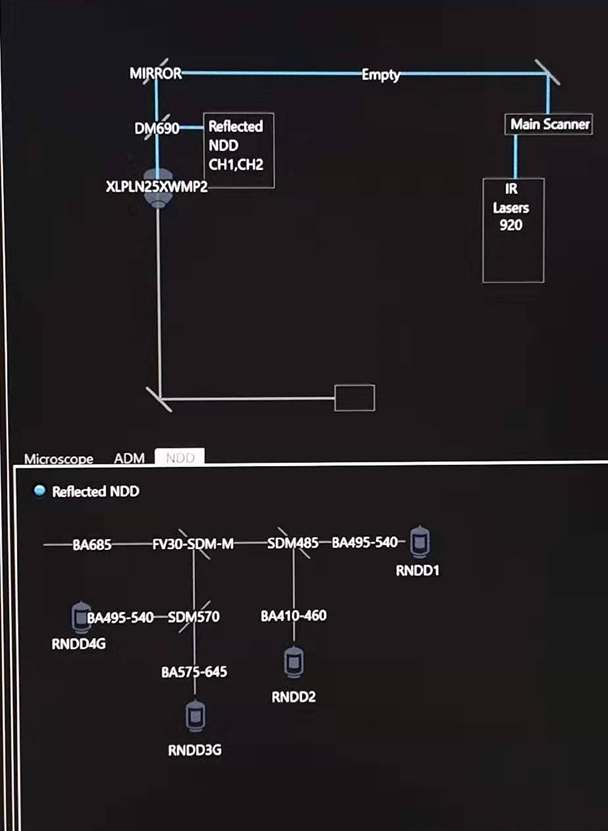 MIRROR
Empty
DM690
Reflected
NDD
CH1,CH2
Main Scanner
XLPLN25XWMP2
IR
Lasers
920
Microscope ADM NDD
Reflected NDD
BA685 FV30-SDM-M SDM485 BA495-540
RNDD1
BA495-540 SDM570 BA410-460
RNDD4G
BA575-645
RNDD2
RNDD3G